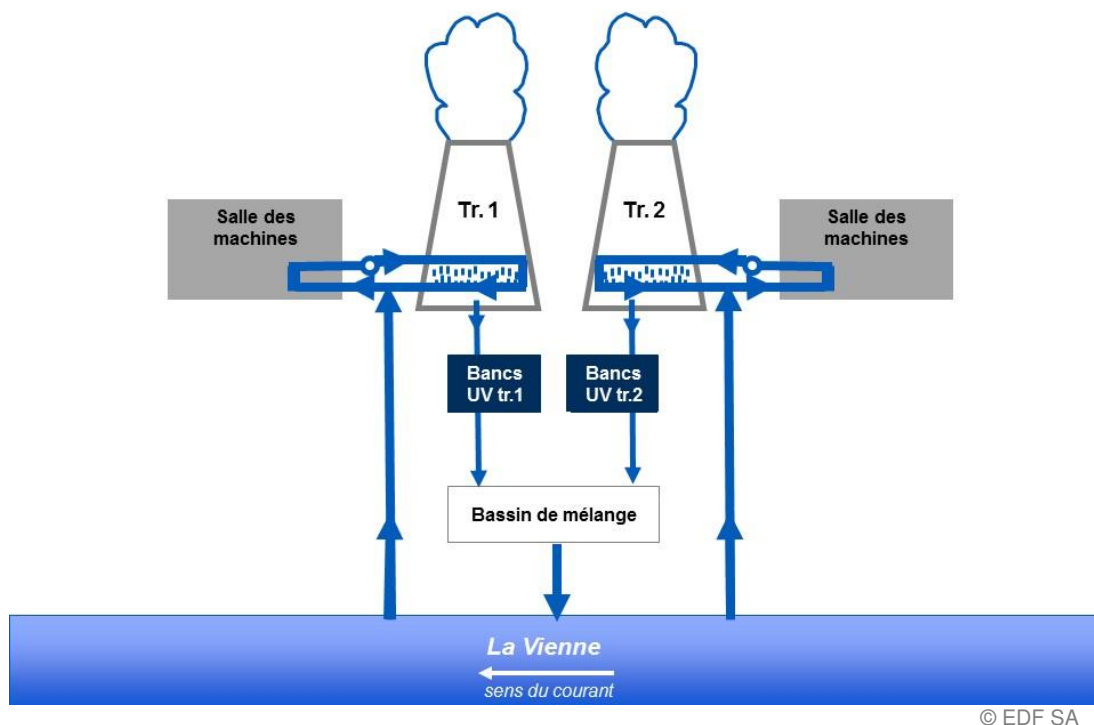 Tr. 1
Tr. 2
Salle des
machines
Salle des
machines
Bancs
UV tr.1
Bancs
UV tr.2
Bassin de mélange
La Vienne
sens du courant
© EDF SA